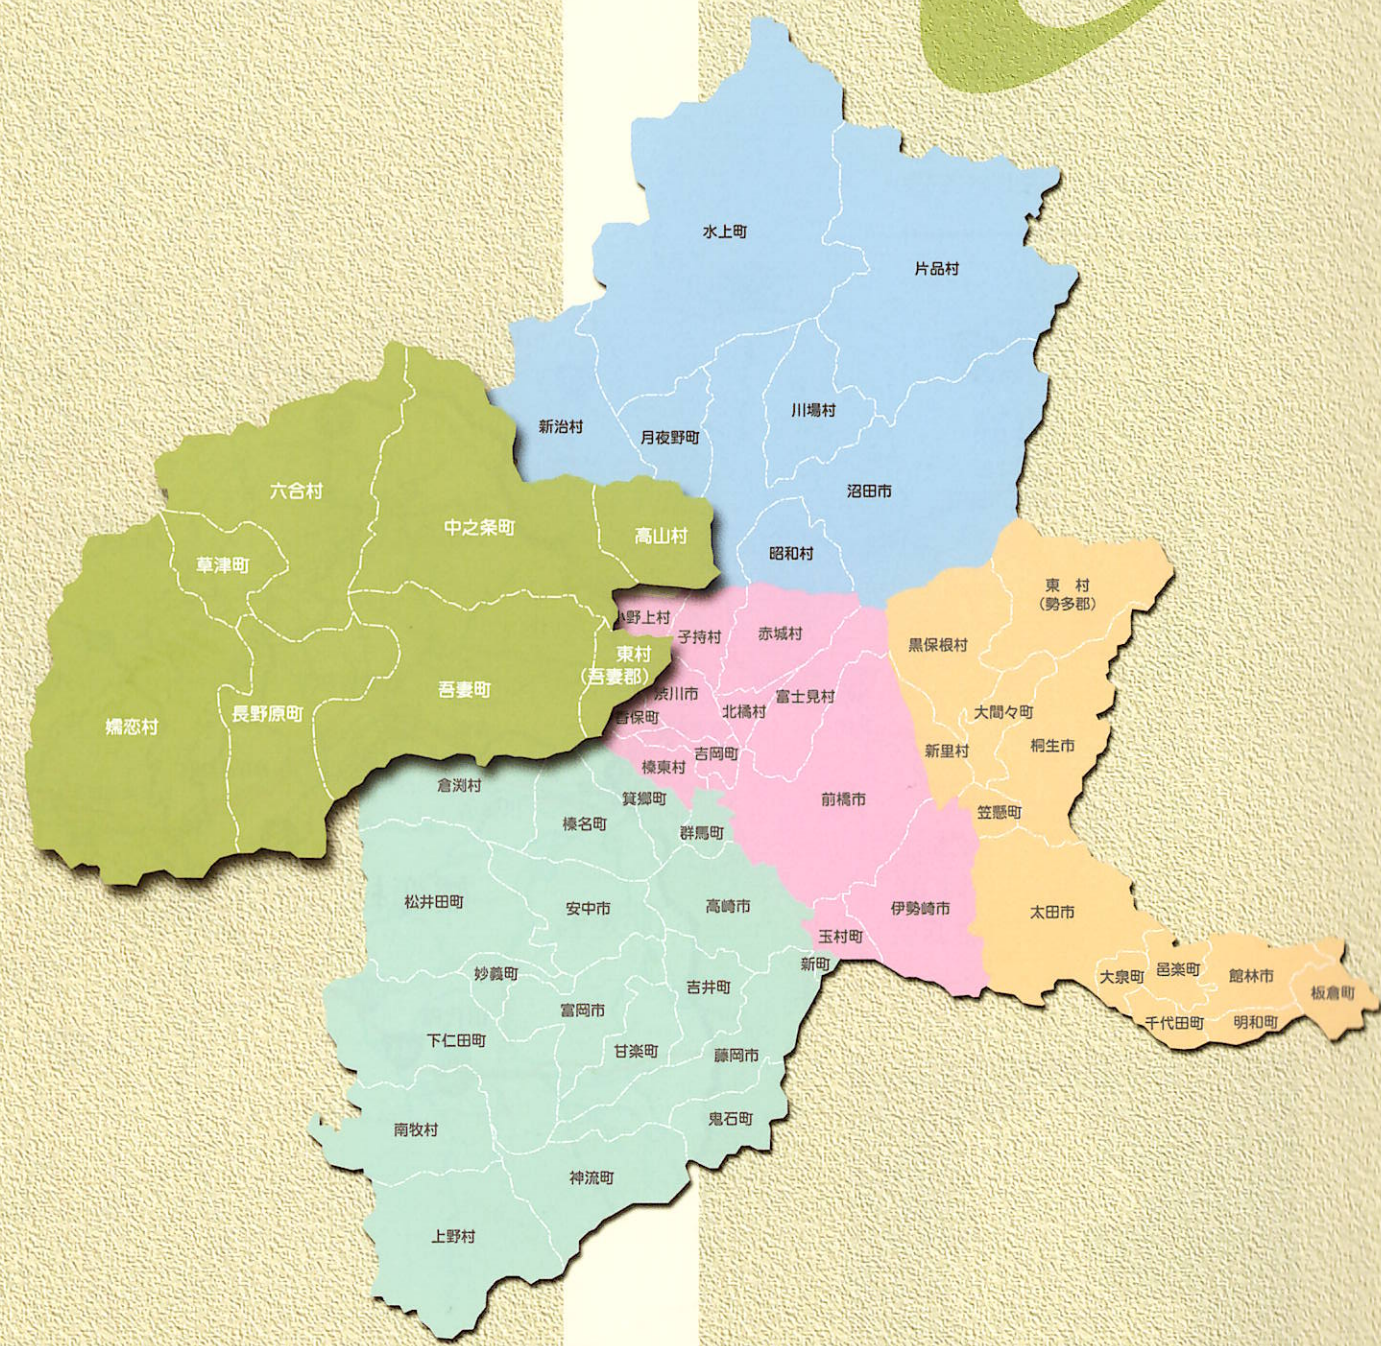 水上町
片品村
新治村
月夜野町
川場村
沼田市
昭和村
六合村
中之条町
高山村
草津町
嬬恋村
長野原町
吾妻町
東村
(吾妻郡)
小野上村
子持村
赤城村
渋川市
北橘村
富士見村
香保町
吉岡町
榛東村
前橋市
伊勢崎市
玉村町
東 村
(勢多郡)
黒保根村
大間々町
新里村
桐生市
笠懸町
太田市
大泉町
邑楽町
館林市
板倉町
千代田町
明和町
倉渕村
箕郷町
榛名町
群馬町
松井田町
安中市
高崎市
新町
妙義町
富岡市
吉井町
下仁田町
甘楽町
藤岡市
鬼石町
南牧村
神流町
上野村